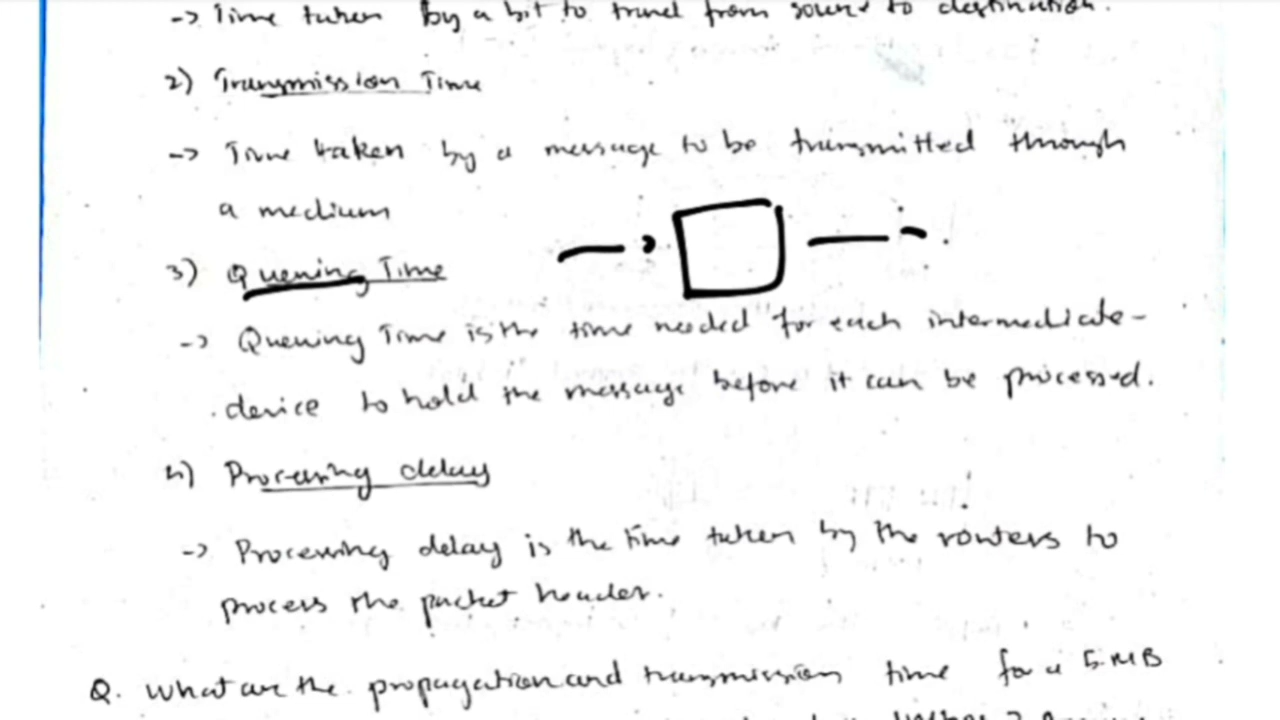 -> Time taken by a bit to travel from source to destination.
2) Transmission Time
-> Time taken by a message to be transmitted through
a medium
3) Queuing Time
-> Queuing Time is the time needed for each intermediate-
device to hold the message before it can be processed.
4) Processing delay
-> Processing delay is the time taken by the routers to
process the packet header.
Q. What are the propagation and transmission time for a 5 MB